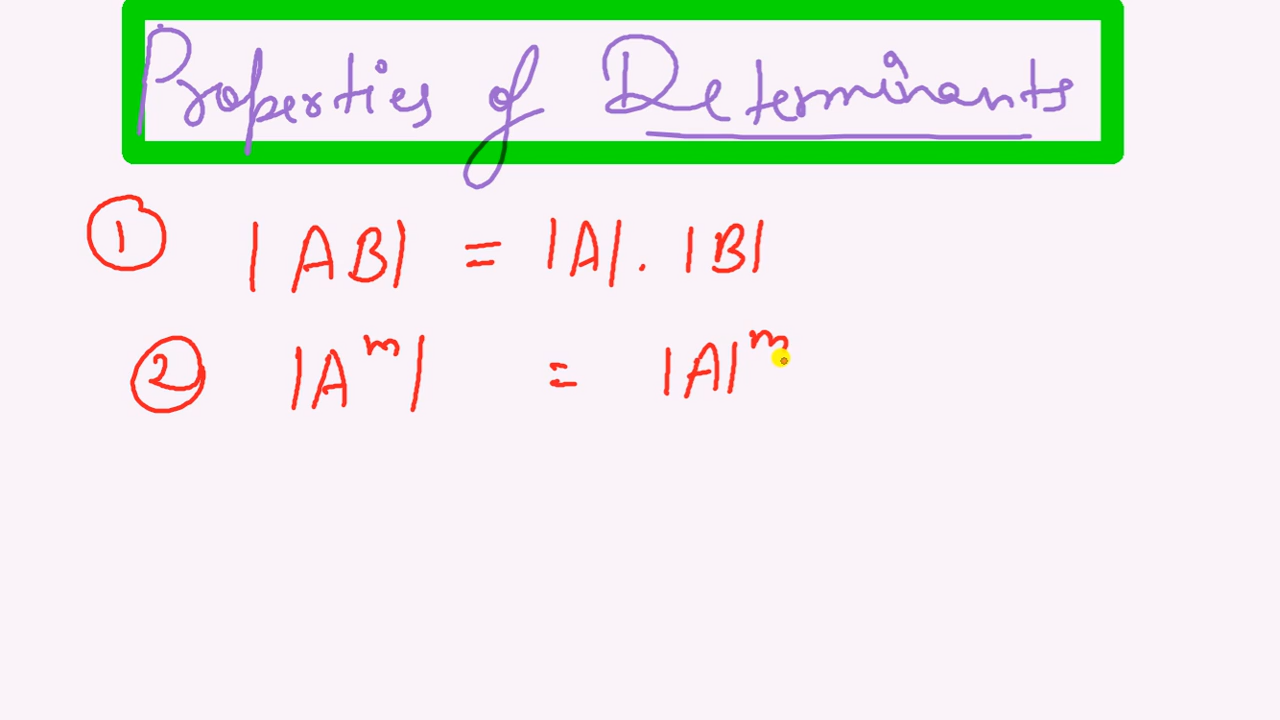 Properties of Determinants
① |AB| = |A| . |B|
② |A^m| = |A|^m